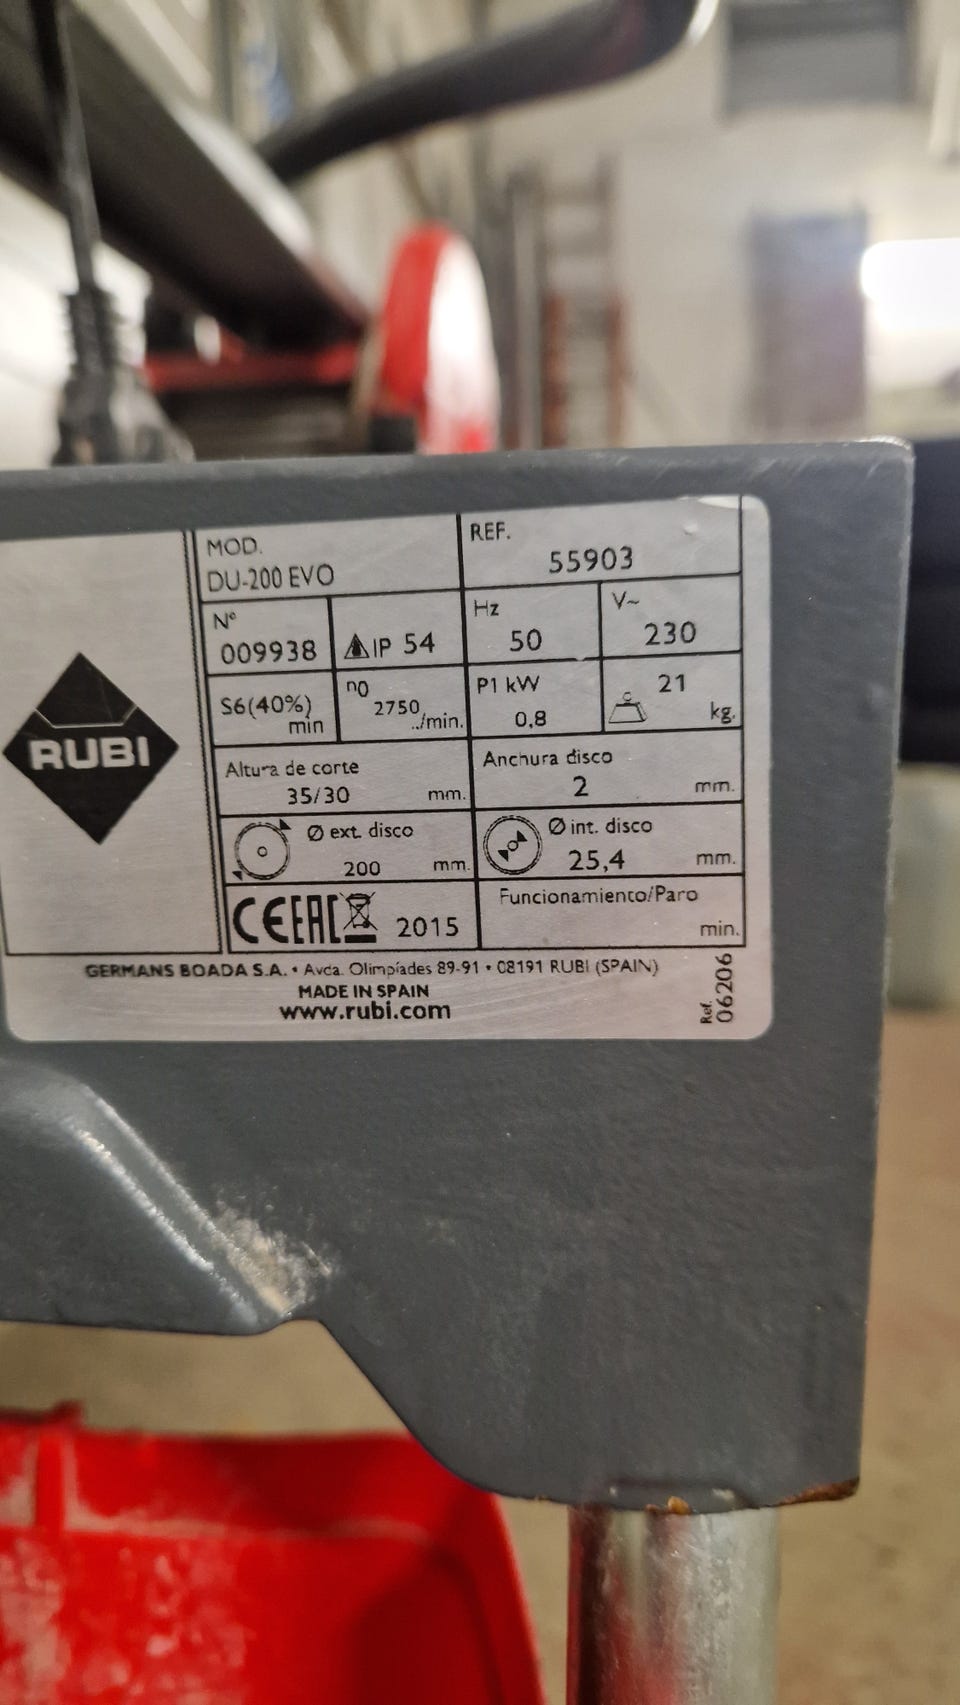 MOD.
DU-200 EVO
REF.
55903
Nº
009938
IP 54
Hz
50
V~
230
S6(40%)
min
n0
2750
../min.
P1 kW
0,8
21
kg.
RUBI
Altura de corte
35/30 mm.
Anchura disco
2 mm.
Ø ext. disco
200 mm.
Ø int. disco
25,4 mm.
CE EAC 2015
Funcionamiento/Paro
min.
GERMANS BOADA S.A. • Avda. Olimpíades 89-91 • 08191 RUBI (SPAIN)
MADE IN SPAIN
www.rubi.com
Ref.
06206